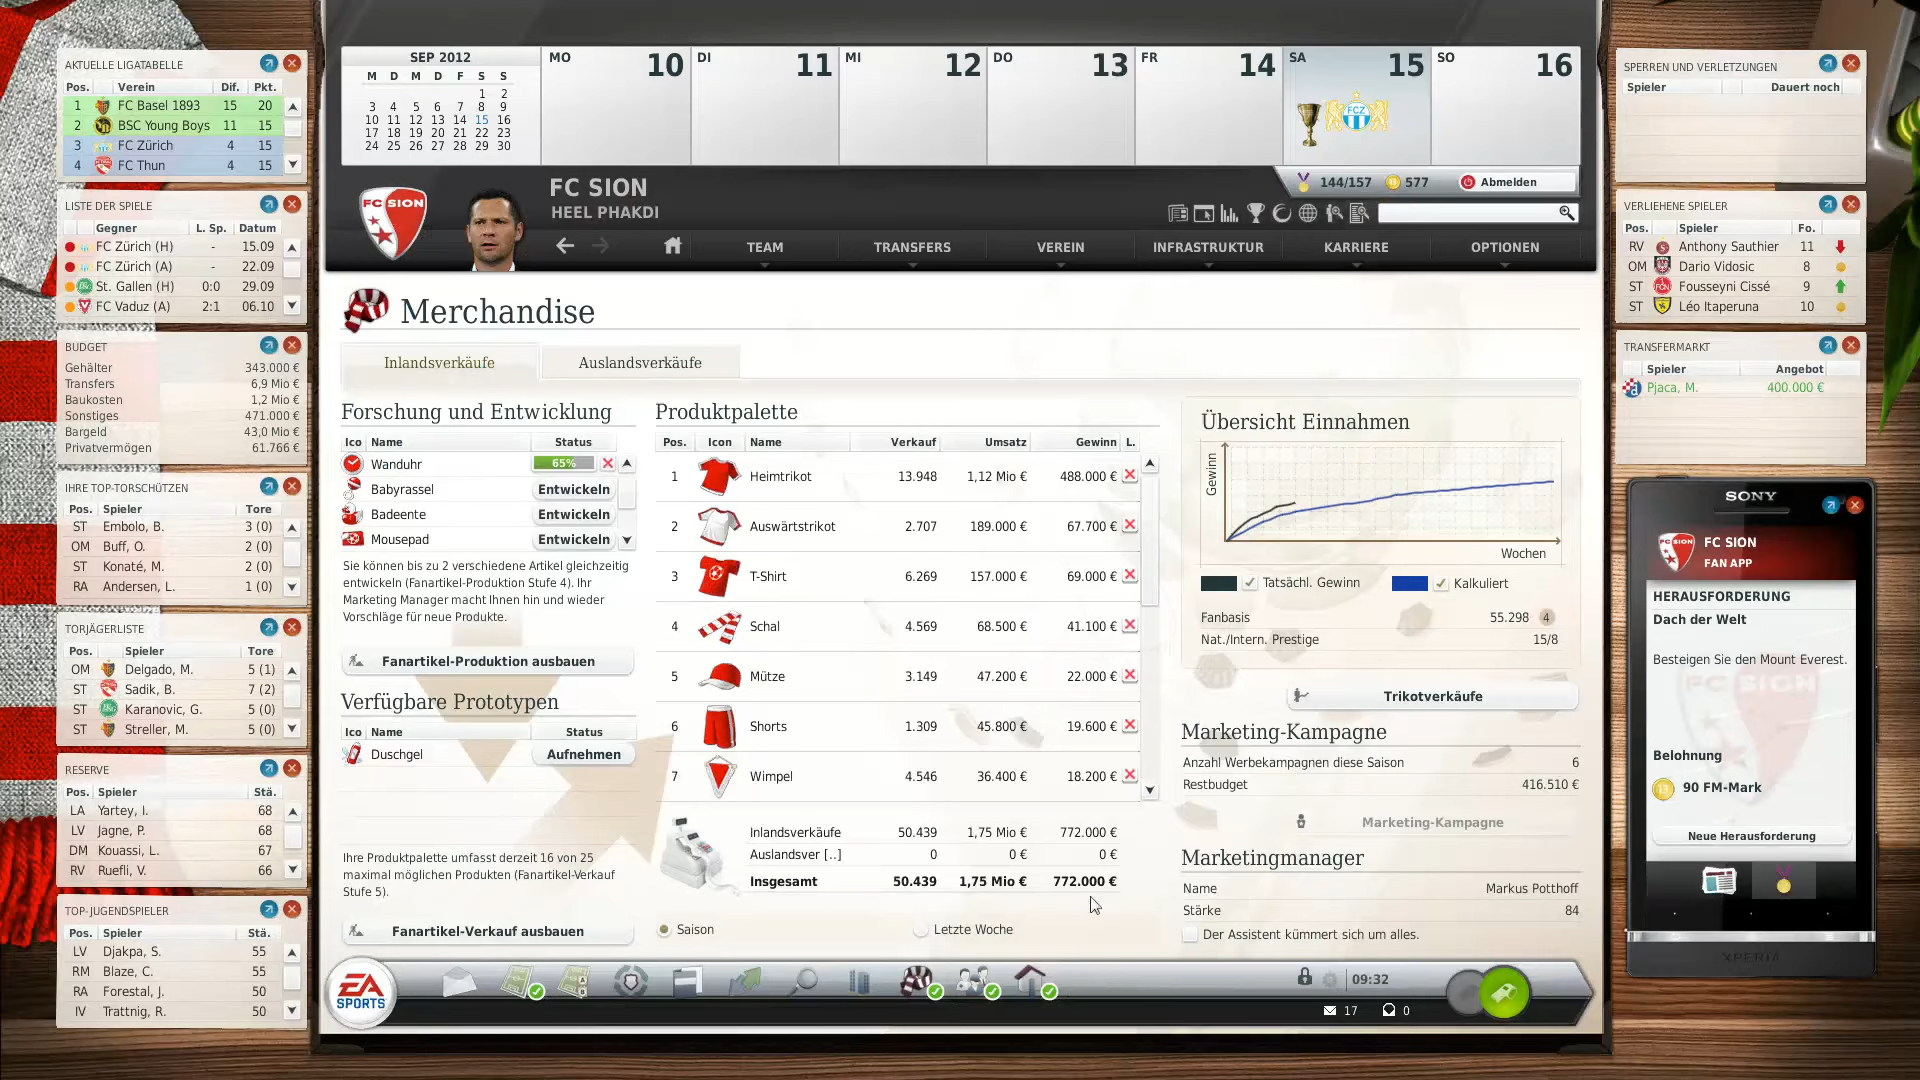 AKTUELLE LIGATABELLE
Pos. Verein Dif. Pkt.
1 FC Basel 1893 15 20
2 BSC Young Boys 11 15
3 FC Zürich 4 15
4 FC Thun 4 15
LISTE DER SPIELE
Gegner L. Sp. Datum
FC Zürich (H) - 15.09
FC Zürich (A) - 22.09
St. Gallen (H) 0:0 29.09
FC Vaduz (A) 2:1 06.10
BUDGET
Gehälter 343.000 €
Transfers 6,9 Mio €
Baukosten 1,2 Mio €
Sonstiges 471.000 €
Bargeld 43,0 Mio €
Privatvermögen 61.766 €
IHRE TOP-TORSCHÜTZEN
Pos. Spieler Tore
ST Embolo, B. 3 (0)
OM Buff, O. 2 (0)
ST Konaté, M. 2 (0)
RA Andersen, L. 1 (0)
TORJÄGERLISTE
Pos. Spieler Tore
OM Delgado, M. 5 (1)
ST Sadik, B. 7 (2)
ST Karanovic, G. 5 (0)
ST Streller, M. 5 (0)
RESERVE
Pos. Spieler Stä.
LA Yartey, I. 68
LV Jagne, P. 68
DM Kouassi, L. 67
RV Ruefli, V. 66
TOP-JUGENDSPIELER
Pos. Spieler Stä.
LV Djakpa, S. 55
RM Blaze, C. 55
RA Forestal, J. 50
IV Trattnig, R. 50
SEP 2012
M D M D F S S
1 2
3 4 5 6 7 8 9
10 11 12 13 14 15 16
17 18 19 20 21 22 23
24 25 26 27 28 29 30
MO 10 DI 11 MI 12 DO 13 FR 14 SA 15 SO 16
FCZ
FC SION
FC SION
HEEL PHAKDI
144/157 577 Abmelden
TEAM TRANSFERS VEREIN INFRASTRUKTUR KARRIERE OPTIONEN
Merchandise
Inlandsverkäufe Auslandsverkäufe
Forschung und Entwicklung
Ico Name Status
Wanduhr 65%
Babyrassel Entwickeln
Badeente Entwickeln
Mousepad Entwickeln
Sie können bis zu 2 verschiedene Artikel gleichzeitig
entwickeln (Fanartikel-Produktion Stufe 4). Ihr
Marketing Manager macht Ihnen hin und wieder
Vorschläge für neue Produkte.
Fanartikel-Produktion ausbauen
Verfügbare Prototypen
Ico Name Status
Duschgel Aufnehmen
Ihre Produktpalette umfasst derzeit 16 von 25
maximal möglichen Produkten (Fanartikel-Verkauf
Stufe 5).
Fanartikel-Verkauf ausbauen
Produktpalette
Pos. Icon Name Verkauf Umsatz Gewinn L.
1 Heimtrikot 13.948 1,12 Mio € 488.000 €
2 Auswärtstrikot 2.707 189.000 € 67.700 €
3 T-Shirt 6.269 157.000 € 69.000 €
4 Schal 4.569 68.500 € 41.100 €
5 Mütze 3.149 47.200 € 22.000 €
6 Shorts 1.309 45.800 € 19.600 €
7 Wimpel 4.546 36.400 € 18.200 €
Inlandsverkäufe 50.439 1,75 Mio € 772.000 €
Auslandsver [..] 0 0 € 0 €
Insgesamt 50.439 1,75 Mio € 772.000 €
Saison Letzte Woche
Übersicht Einnahmen
Gewinn
Wochen
Tatsächl. Gewinn Kalkuliert
Fanbasis 55.298 4
Nat./Intern. Prestige 15/8
Trikotverkäufe
Marketing-Kampagne
Anzahl Werbekampagnen diese Saison 6
Restbudget 416.510 €
Marketing-Kampagne
Marketingmanager
Name Markus Potthoff
Stärke 84
Der Assistent kümmert sich um alles.
EA SPORTS
09:32
17 0
SPERREN UND VERLETZUNGEN
Spieler Dauert noch
VERLIEHENE SPIELER
Pos. Spieler Fo.
RV Anthony Sauthier 11
OM Dario Vidosic 8
ST Fousseyni Cissé 9
ST Léo Itaperuna 10
TRANSFERMARKT
Spieler Angebot
Pjaca, M. 400.000 €
SONY
FC SION
FC SION
FAN APP
HERAUSFORDERUNG
Dach der Welt
Besteigen Sie den Mount Everest.
Belohnung
13 90 FM-Mark
Neue Herausforderung
XPERIA